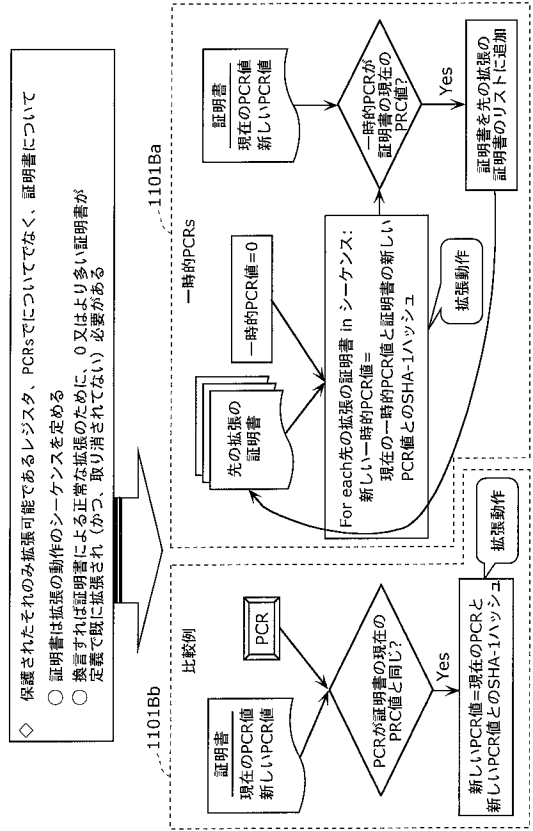 ◇ 保護されたそれのみ拡張可能であるレジスタ、PCRsでについてでなく、証明書について
○ 証明書は拡張の動作のシーケンスを定める
○ 換言すれば証明書による正常な拡張のために、0又はより多い証明書が
定義で既に拡張され（かつ、取り消されてない）必要がある
1101Bb
比較例
証明書
現在のPCR値
新しいPCR値
PCR
PCRが証明書の現在の
PRC値と同じ?
Yes
新しいPCR値=現在のPCRと
新しいPCR値とのSHA-1ハッシュ
拡張動作
1101Ba
一時的PCRs
先の拡張の
証明書
一時的PCR値=0
For each先の拡張の証明書 in シーケンス:
新しい一時的PCR値=
現在の一時的PCR値と証明書の新しい
PCR値とのSHA-1ハッシュ
拡張動作
証明書
現在のPCR値
新しいPCR値
一時的PCRが
証明書の現在の
PRC値?
Yes
証明書を先の拡張の
証明書のリストに追加